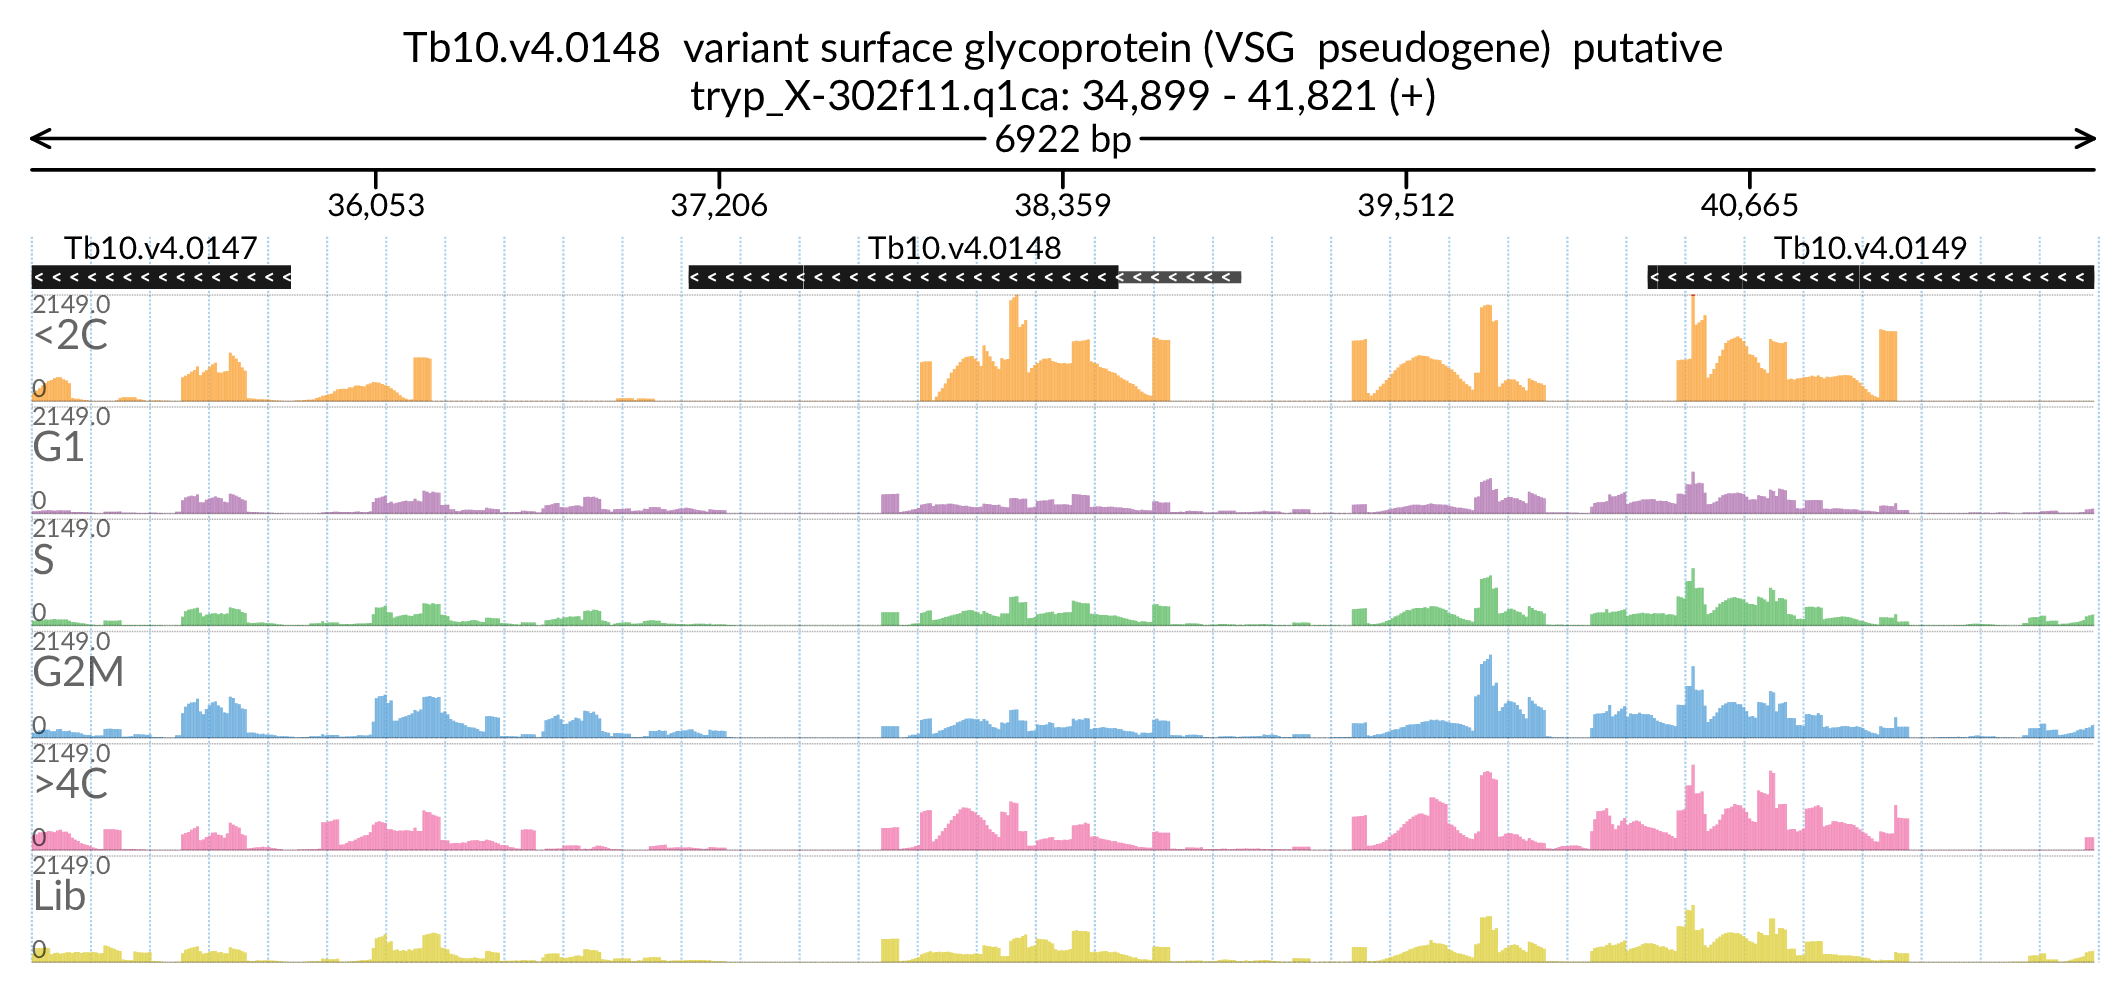 Tb10.v4.0148  variant surface glycoprotein (VSG  pseudogene)  putative
tryp_X-302f11.q1ca: 34,899 - 41,821 (+)
6922 bp
36,053 37,206 38,359 39,512 40,665
Tb10.v4.0147 Tb10.v4.0148 Tb10.v4.0149
2149.0
<2C
0
2149.0
G1
0
2149.0
S
0
2149.0
G2M
0
2149.0
>4C
0
2149.0
Lib
0